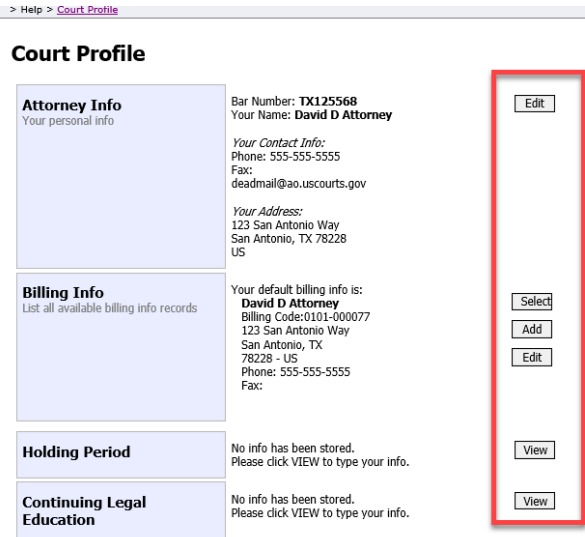 > Help > Court Profile
Court Profile
Attorney Info
Your personal info
Bar Number: TX125568
Your Name: David D Attorney
Your Contact Info:
Phone: 555-555-5555
Fax:
deadmail@ao.uscourts.gov
Your Address:
123 San Antonio Way
San Antonio, TX 78228
US
Edit
Billing Info
List all available billing info records
Your default billing info is:
David D Attorney
Billing Code:0101-000077
123 San Antonio Way
San Antonio, TX
78228 - US
Phone: 555-555-5555
Fax:
Select
Add
Edit
Holding Period
No info has been stored.
Please click VIEW to type your info.
View
Continuing Legal
Education
No info has been stored.
Please click VIEW to type your info.
View